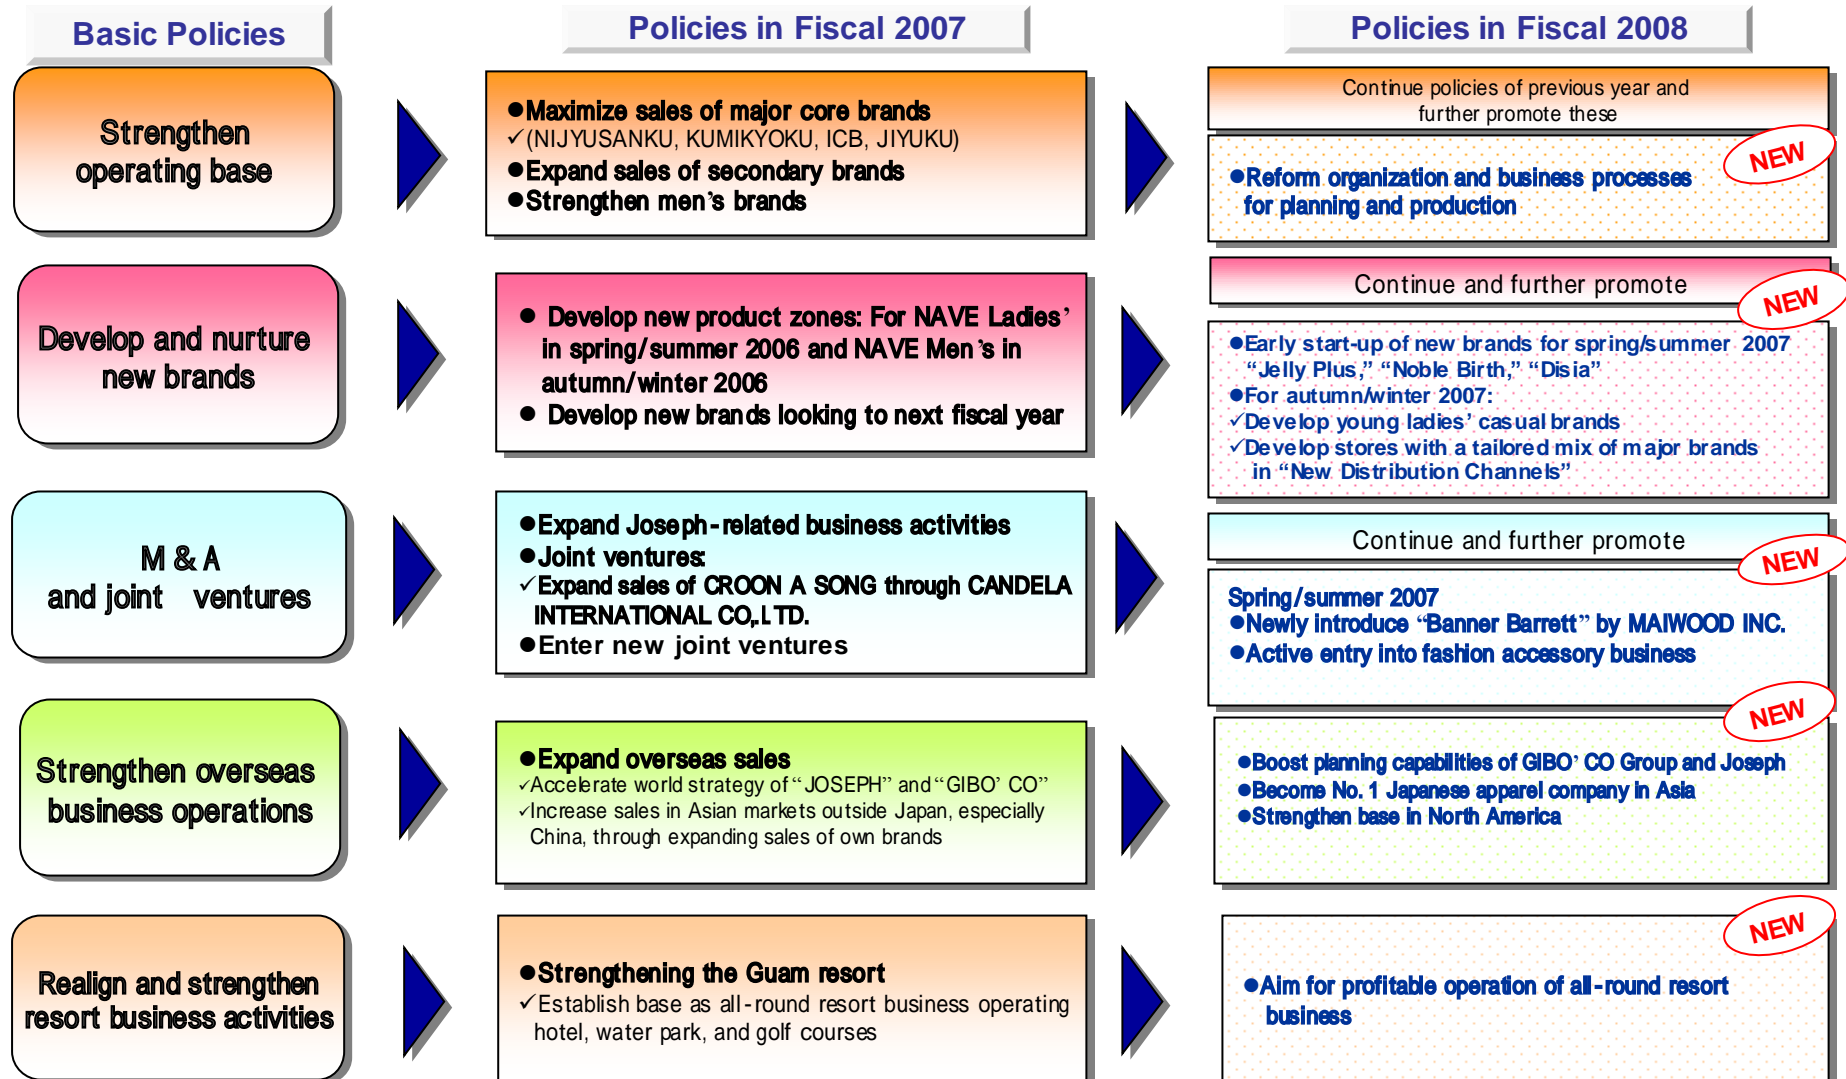 Basic Policies
Policies in Fiscal 2007
Policies in Fiscal 2008
Strengthen
operating base
●Maximize sales of major core brands
✓(NIJYUSANKU, KUMIKYOKU, ICB, JIYUKU)
●Expand sales of secondary brands
●Strengthen men’s brands
Continue policies of previous year and
further promote these
NEW
●Reform organization and business processes
for planning and production
Develop and nurture
new brands
● Develop new product zones: For NAVE Ladies’
in spring/summer 2006 and NAVE Men’s in
autumn/winter 2006
● Develop new brands looking to next fiscal year
Continue and further promote
NEW
●Early start-up of new brands for spring/summer 2007
“Jelly Plus,” “Noble Birth,” “Disia”
●For autumn/winter 2007:
✓Develop young ladies’ casual brands
✓Develop stores with a tailored mix of major brands
in “New Distribution Channels”
M & A
and joint ventures
●Expand Joseph-related business activities
●Joint ventures:
✓Expand sales of CROON A SONG through CANDELA
INTERNATIONAL CO,.LTD.
●Enter new joint ventures
Continue and further promote
NEW
Spring/summer 2007
●Newly introduce “Banner Barrett” by MAIWOOD INC.
●Active entry into fashion accessory business
Strengthen overseas
business operations
●Expand overseas sales
✓Accelerate world strategy of “JOSEPH” and “GIBO’ CO”
✓Increase sales in Asian markets outside Japan, especially
China, through expanding sales of own brands
NEW
●Boost planning capabilities of GIBO’ CO Group and Joseph
●Become No. 1 Japanese apparel company in Asia
●Strengthen base in North America
Realign and strengthen
resort business activities
●Strengthening the Guam resort
✓Establish base as all-round resort business operating
hotel, water park, and golf courses
NEW
●Aim for profitable operation of all-round resort
business